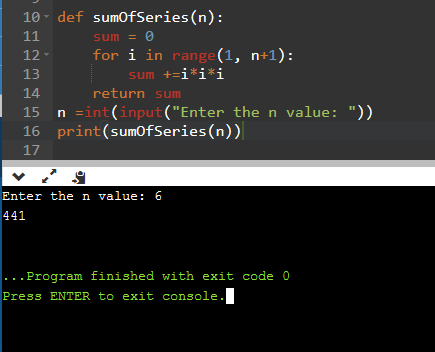 10 def sumOfSeries(n):
11     sum = 0
12     for i in range(1, n+1):
13         sum +=i*i*i
14     return sum
15 n =int(input("Enter the n value: "))
16 print(sumOfSeries(n))
17
Enter the n value: 6
441
...Program finished with exit code 0
Press ENTER to exit console.